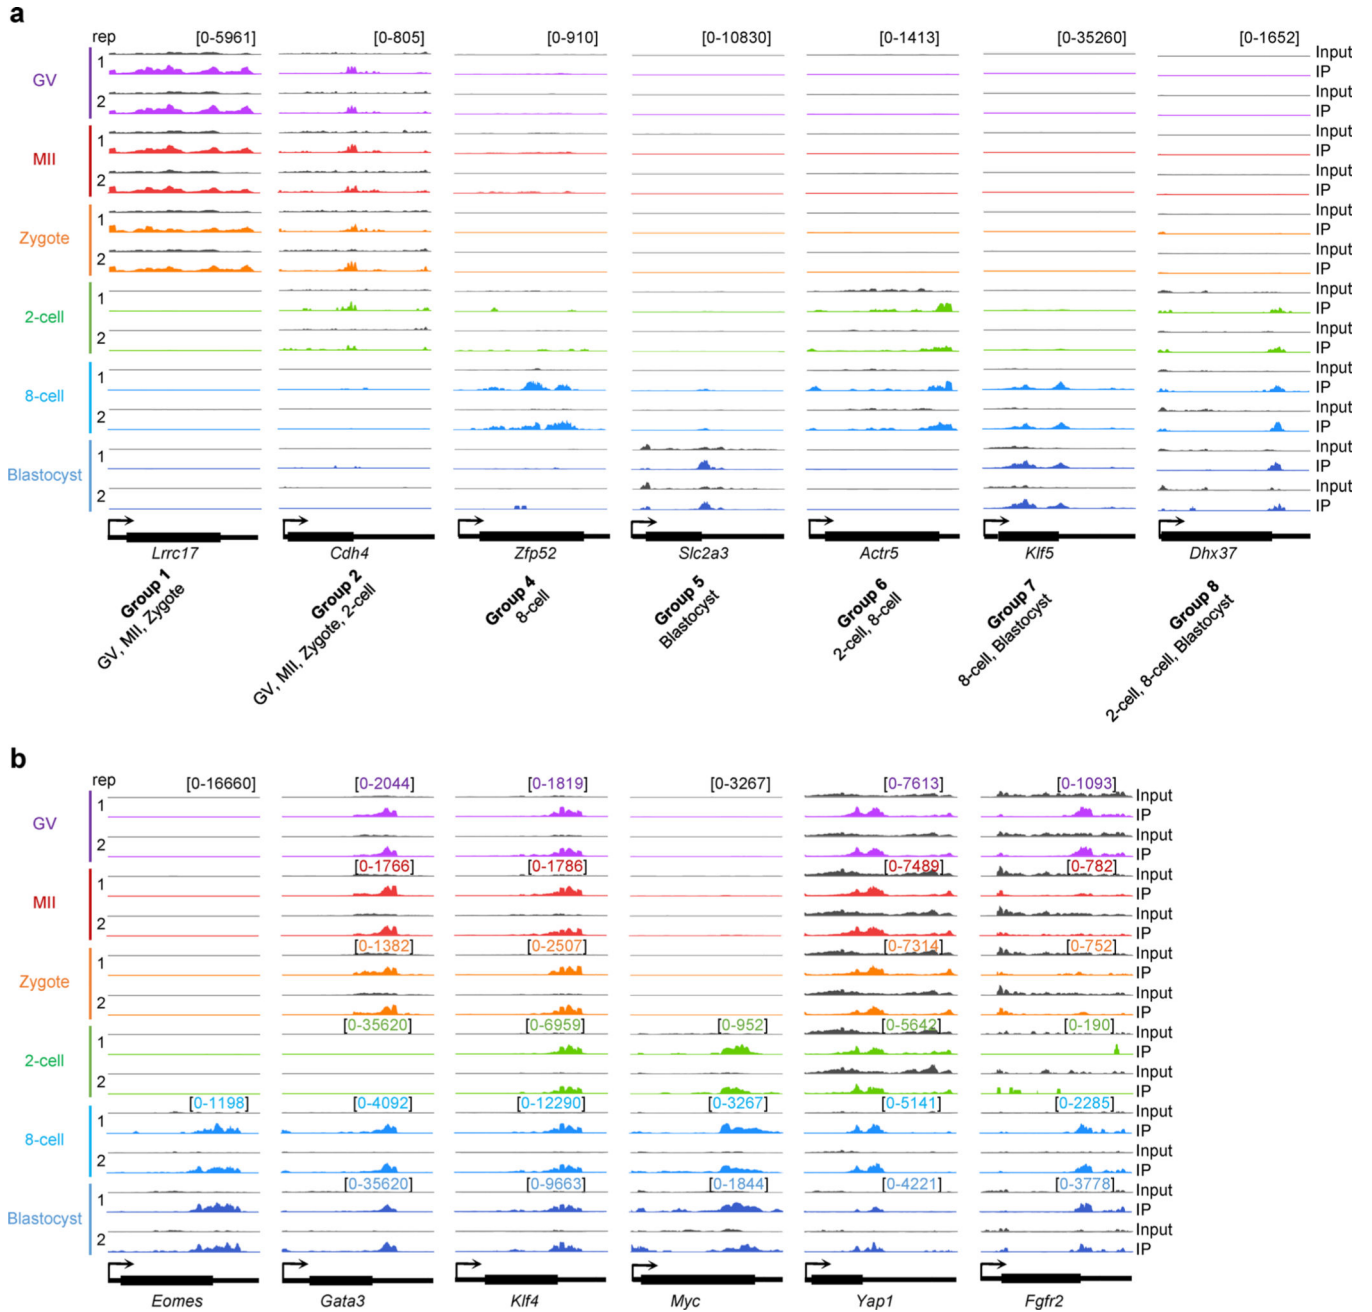 a
rep [0-5961] [0-805] [0-910] [0-10830] [0-1413] [0-35260] [0-1652]
GV 1 Input
IP
2 Input
IP
MII 1 Input
IP
2 Input
IP
Zygote 1 Input
IP
2 Input
IP
2-cell 1 Input
IP
2 Input
IP
8-cell 1 Input
IP
2 Input
IP
Blastocyst 1 Input
IP
2 Input
IP
Lrrc17 Cdh4 Zfp52 Slc2a3 Actr5 Klf5 Dhx37
Group 1
GV, MII, Zygote
Group 2
GV, MII, Zygote, 2-cell
Group 4
8-cell
Group 5
Blastocyst
Group 6
2-cell, 8-cell
Group 7
8-cell, Blastocyst
Group 8
2-cell, 8-cell, Blastocyst
b
rep [0-16660] [0-2044] [0-1819] [0-3267] [0-7613] [0-1093]
GV 1 Input
IP
2 Input
IP
[0-1766] [0-1786] [0-7489] [0-782]
MII 1 Input
IP
2 Input
IP
[0-1382] [0-2507] [0-7314] [0-752]
Zygote 1 Input
IP
2 Input
IP
[0-35620] [0-6959] [0-952] [0-5642] [0-190]
2-cell 1 Input
IP
2 Input
IP
[0-1198] [0-4092] [0-12290] [0-3267] [0-5141] [0-2285]
8-cell 1 Input
IP
2 Input
IP
[0-35620] [0-9663] [0-1844] [0-4221] [0-3778]
Blastocyst 1 Input
IP
2 Input
IP
Eomes Gata3 Klf4 Myc Yap1 Fgfr2